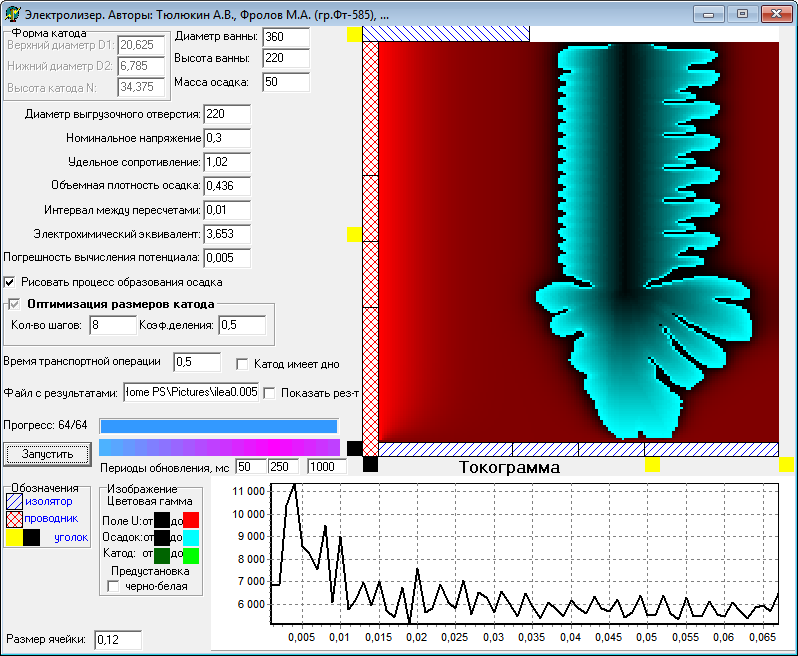 Электролизер. Авторы: Тюлюкин А.В., Фролов М.А. (гр.Фт-585), ...
Форма катода
Верхний диаметр D1: 20,625
Нижний диаметр D2: 6,785
Высота катода N: 34,375
Диаметр ванны: 360
Высота ванны: 220
Масса осадка: 50
Диаметр выгрузочного отверстия: 220
Номинальное напряжение 0,3
Удельное сопротивление: 1,02
Объемная плотность осадка: 0,436
Интервал между пересчетами: 0,01
Электрохимический эквивалент: 3,653
Погрешность вычисления потенциала: 0,005
Рисовать процесс образования осадка
Оптимизация размеров катода
Кол-во шагов: 8 Коэф.деления: 0,5
Время транспортной операции 0,5 Катод имеет дно
Файл с результатами: Home PS\Pictures\ilea0.005 Показать рез-т
Прогресс: 64/64
Запустить
Периоды обновления, мс 50 250 1000
Обозначения
изолятор
проводник
уголок
Изображение
Цветовая гамма
Поле U: от до
Осадок: от до
Катод: от до
Предустановка
черно-белая
Размер ячейки: 0,12
Токограмма
11 000
10 000
9 000
8 000
7 000
6 000
0,005 0,01 0,015 0,02 0,025 0,03 0,035 0,04 0,045 0,05 0,055 0,06 0,065